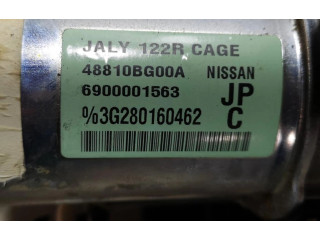 JALY 122R CAGE
48810BG00A NISSAN
6900001563 JP
%3G280160462 C